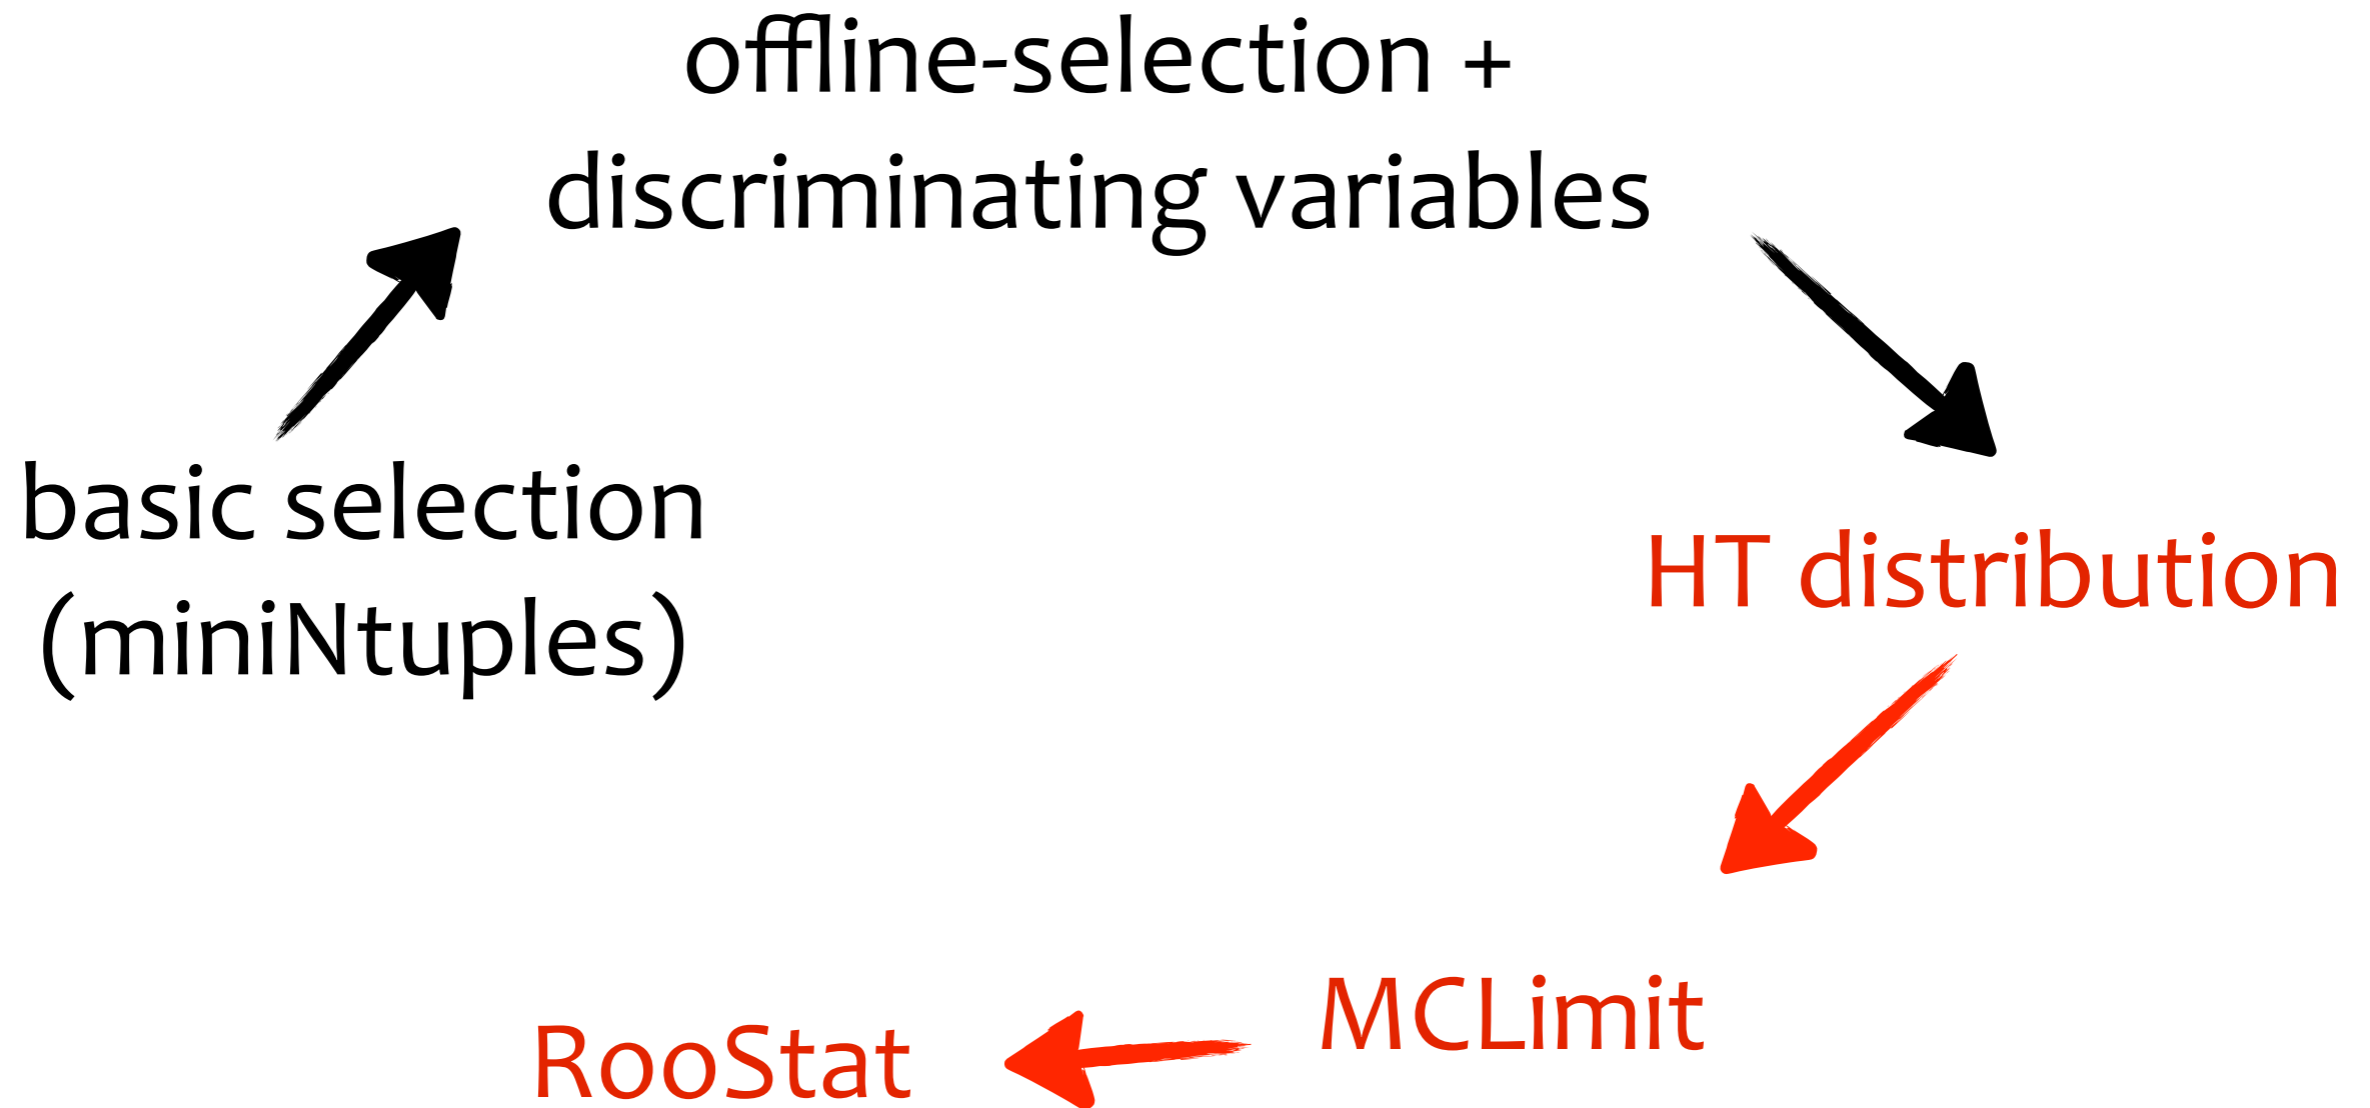 offline-selection +
discriminating variables
basic selection
(miniNtuples)
HT distribution
MCLimit
RooStat